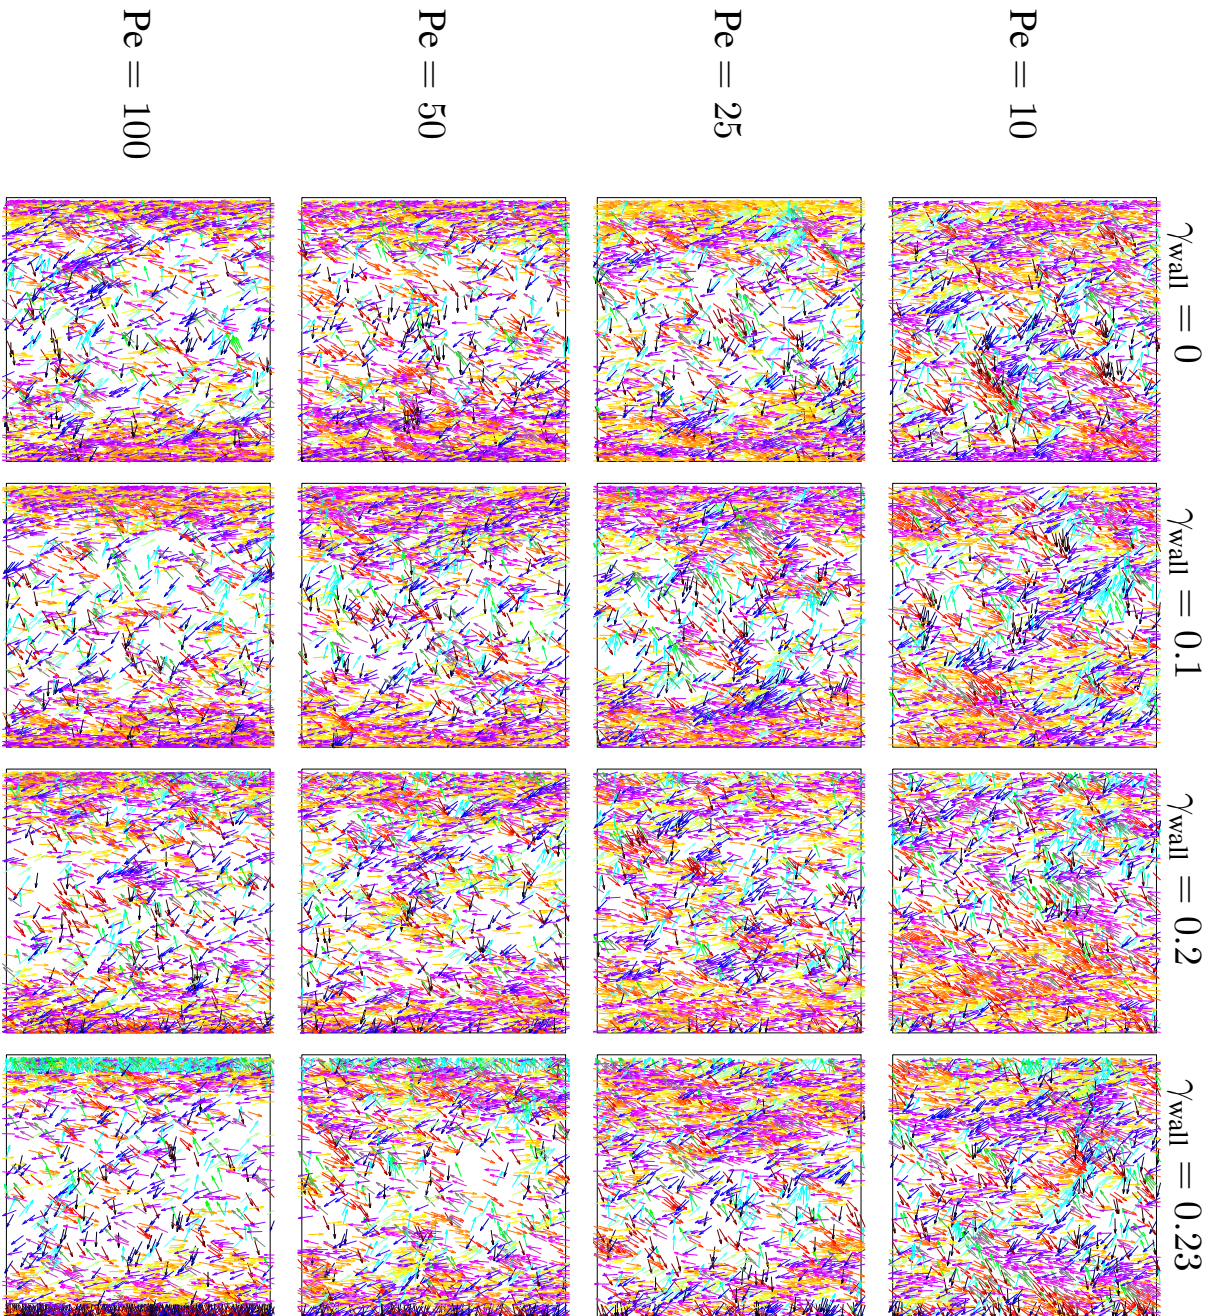 Pe = 100
Pe = 50
Pe = 25
Pe = 10
γwall = 0
γwall = 0.1
γwall = 0.2
γwall = 0.23